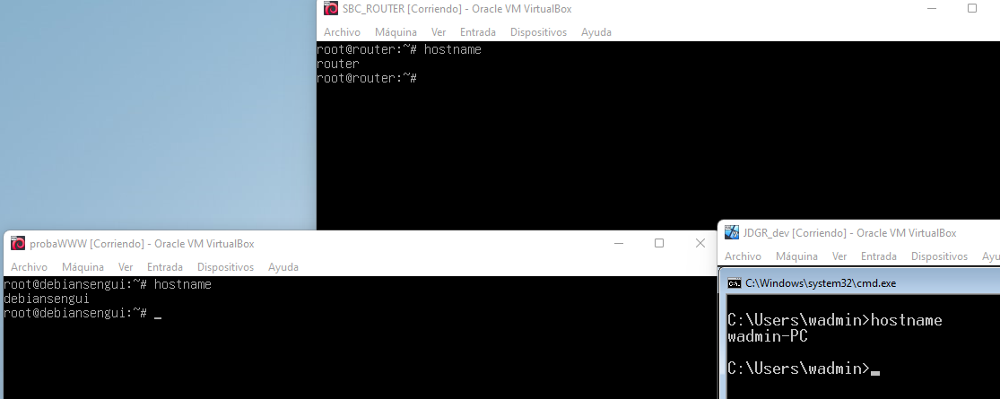 SBC_ROUTER [Corriendo] - Oracle VM VirtualBox
Archivo Máquina Ver Entrada Dispositivos Ayuda
root@router:~# hostname
router
root@router:~#
probaWWW [Corriendo] - Oracle VM VirtualBox
Archivo Máquina Ver Entrada Dispositivos Ayuda
root@debiansengui:~# hostname
debiansengui
root@debiansengui:~# _
JDGR_dev [Corriendo] - Oracle VM VirtualBox
Archivo Máquina Ver Entrada Dispositivos Ayu
C:\Windows\system32\cmd.exe
C:\Users\wadmin>hostname
wadmin-PC
C:\Users\wadmin>_